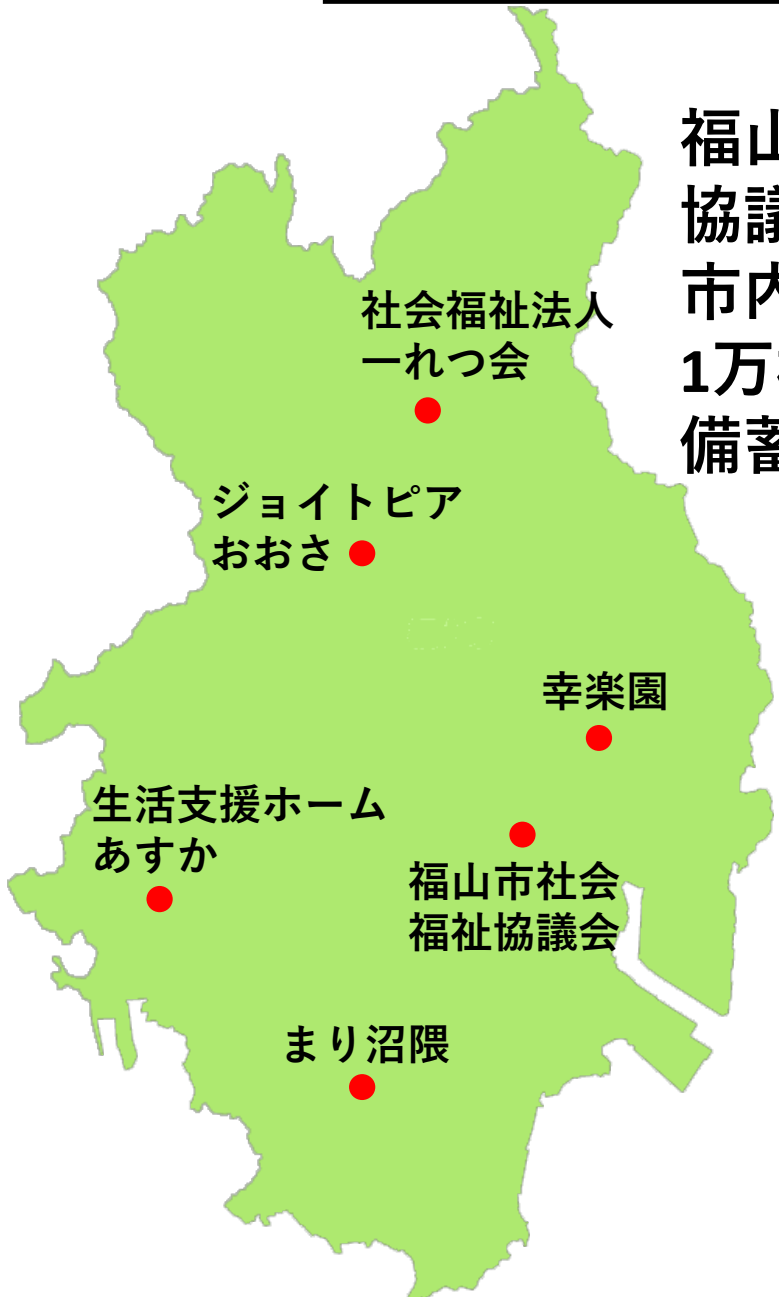 福山
協議
市内
1万
備蓄
社会福祉法人
一れつ会
ジョイトピア
おおさ
幸楽園
生活支援ホーム
あすか
福山市社会
福祉協議会
まり沼隈